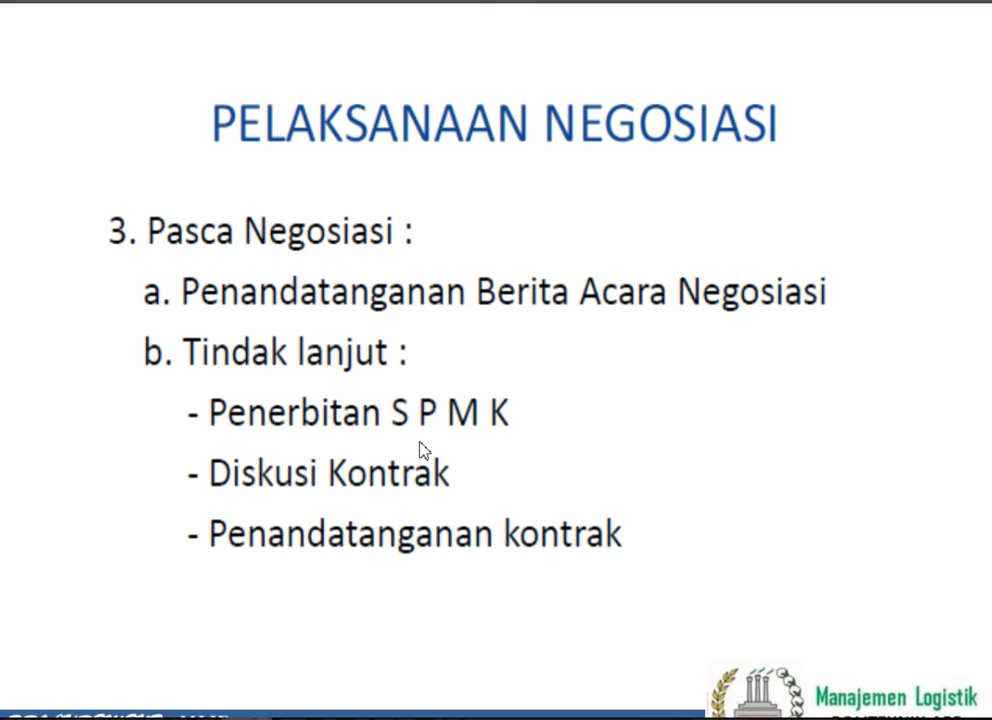 PELAKSANAAN NEGOSIASI
3. Pasca Negosiasi :
a. Penandatanganan Berita Acara Negosiasi
b. Tindak lanjut :
- Penerbitan S P M K
- Diskusi Kontrak
- Penandatanganan kontrak
Manajemen Logistik